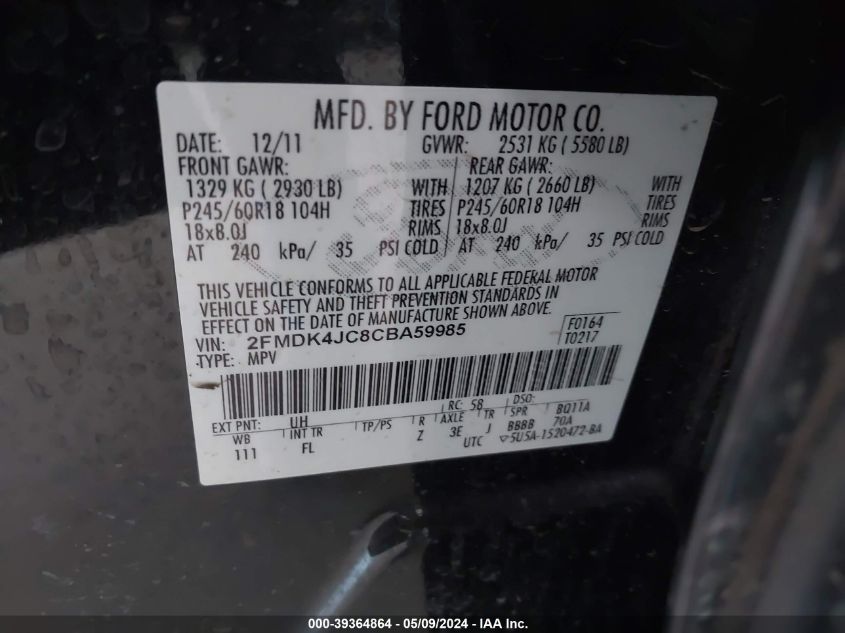 MFD. BY FORD MOTOR CO.
DATE: 12/11 GVWR: 2531 KG ( 5580 LB)
FRONT GAWR: REAR GAWR:
1329 KG ( 2930 LB) WITH 1207 KG ( 2660 LB) WITH
P245/60R18 104H TIRES P245/60R18 104H TIRES
18x8.0J RIMS 18x8.0J RIMS
AT 240 kPa/ 35 PSI COLD AT 240 kPa/ 35 PSI COLD
THIS VEHICLE CONFORMS TO ALL APPLICABLE FEDERAL MOTOR
VEHICLE SAFETY AND THEFT PREVENTION STANDARDS IN
EFFECT ON THE DATE OF MANUFACTURE SHOWN ABOVE.
VIN: 2FMDK4JC8CBA59985 F0164
TYPE: MPV T0217
RC: 58 DSO:
EXT PNT: UH
WB INT TR TP/PS R AXLE TR SPR BQ11A
111 FL Z 3E J BBBB 70A
UTC ▽5U5A-1520472-BA
Ford
000-39364864 / 05/09/2024 - IAA Inc.